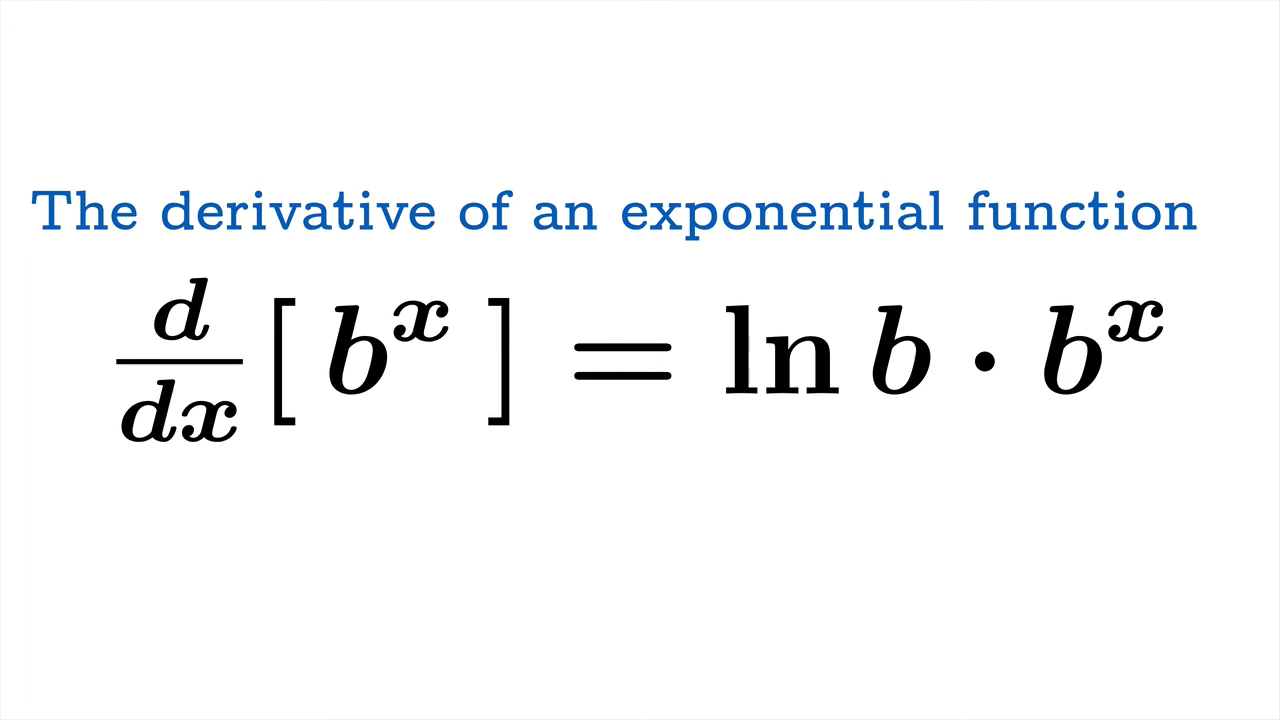 The derivative of an exponential function
d/dx [ b^x ] = ln b · b^x